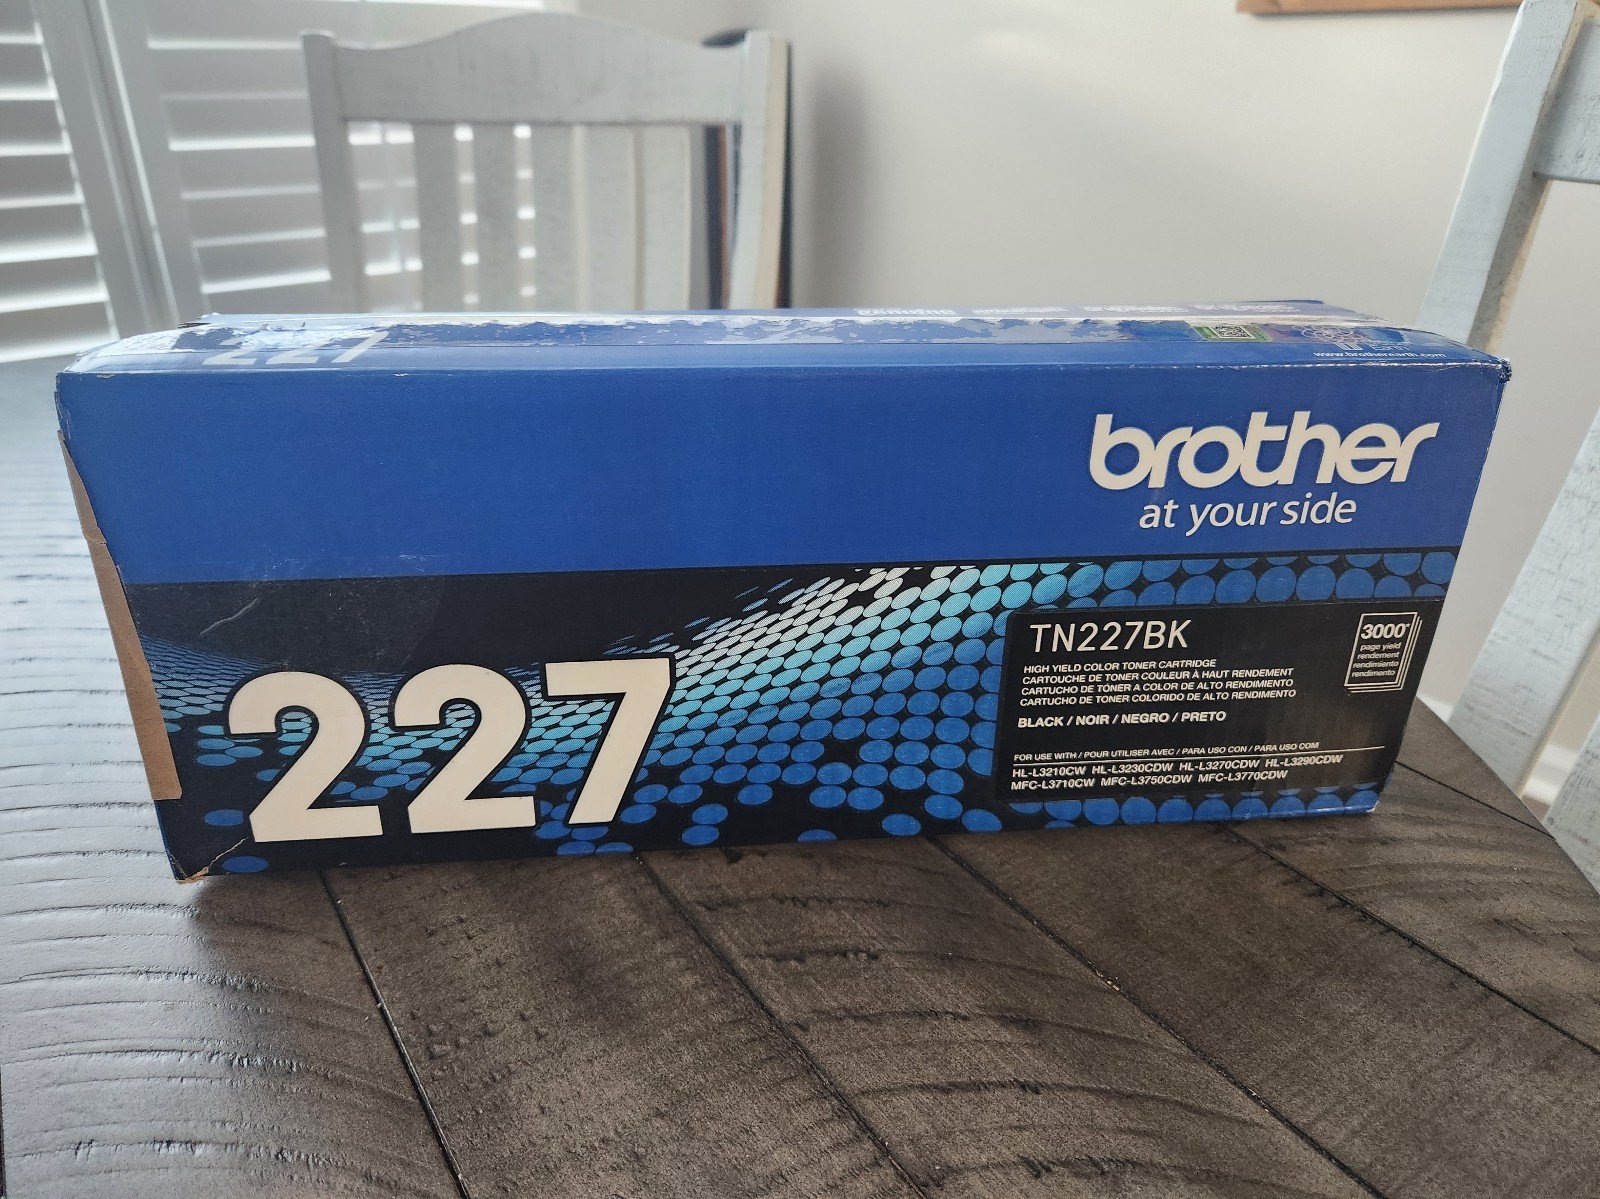 227
www.brotherearth.com
brother
at your side
227
TN227BK
HIGH YIELD COLOR TONER CARTRIDGE
CARTOUCHE DE TONER COULEUR À HAUT RENDEMENT
CARTUCHO DE TÓNER A COLOR DE ALTO RENDIMIENTO
CARTUCHO DE TONER COLORIDO DE ALTO RENDIMENTO
BLACK / NOIR / NEGRO / PRETO
3000*
page yield
rendement
rendimiento
rendimento
FOR USE WITH / POUR UTILISER AVEC / PARA USO CON / PARA USO COM
HL-L3210CW HL-L3230CDW HL-L3270CDW HL-L3290CDW
MFC-L3710CW MFC-L3750CDW MFC-L3770CDW